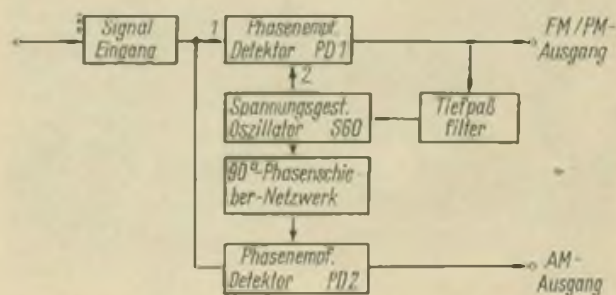 Signal
Eingang
1
Phasenempf.
Detektor PD1
FM/PM-
Ausgang
2
Spannungsgest.
Oszillator SGO
Tiefpaß
filter
90°-Phasenschie
ber-Netzwerk
Phasenempf.
Detektor PD2
AM-
Ausgang